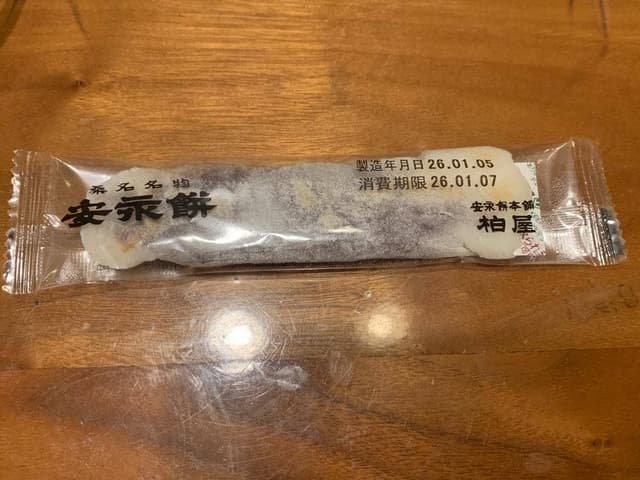 桑名名物
安永餅
製造年月日 26.01.05
消費期限 26.01.07
安永餅本舗
柏屋